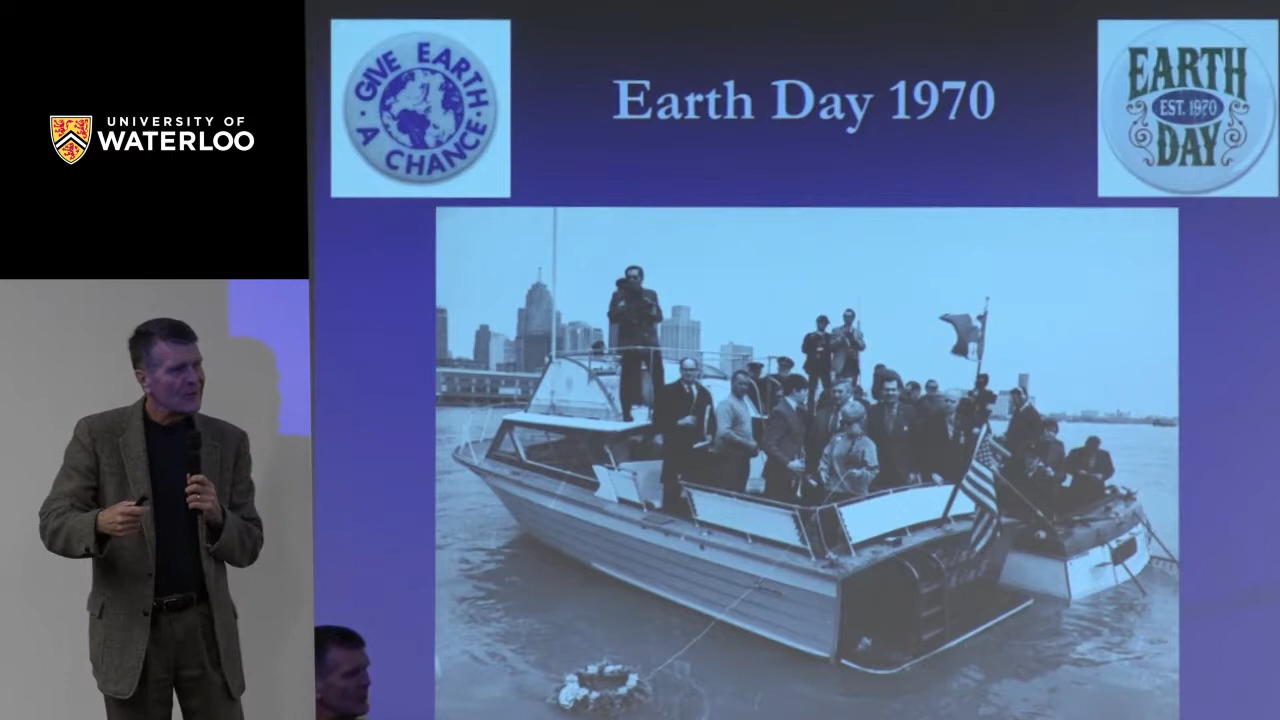 UNIVERSITY OF
WATERLOO
GIVE EARTH
A CHANCE
Earth Day 1970
EARTH
EST. 1970
DAY